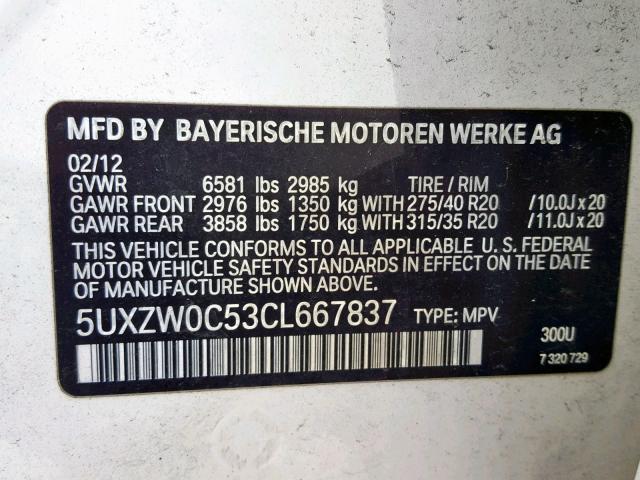 MFD BY BAYERISCHE MOTOREN WERKE AG
02/12
GVWR 6581 lbs 2985 kg TIRE / RIM
GAWR FRONT 2976 lbs 1350 kg WITH 275/40 R20 /10.0J x 20
GAWR REAR 3858 lbs 1750 kg WITH 315/35 R20 /11.0J x 20
THIS VEHICLE CONFORMS TO ALL APPLICABLE U. S. FEDERAL
MOTOR VEHICLE SAFETY STANDARDS IN EFFECT ON THE DATE
OF MANUFACTURE SHOWN ABOVE.
5UXZW0C53CL667837 TYPE: MPV
300U
7 320 729